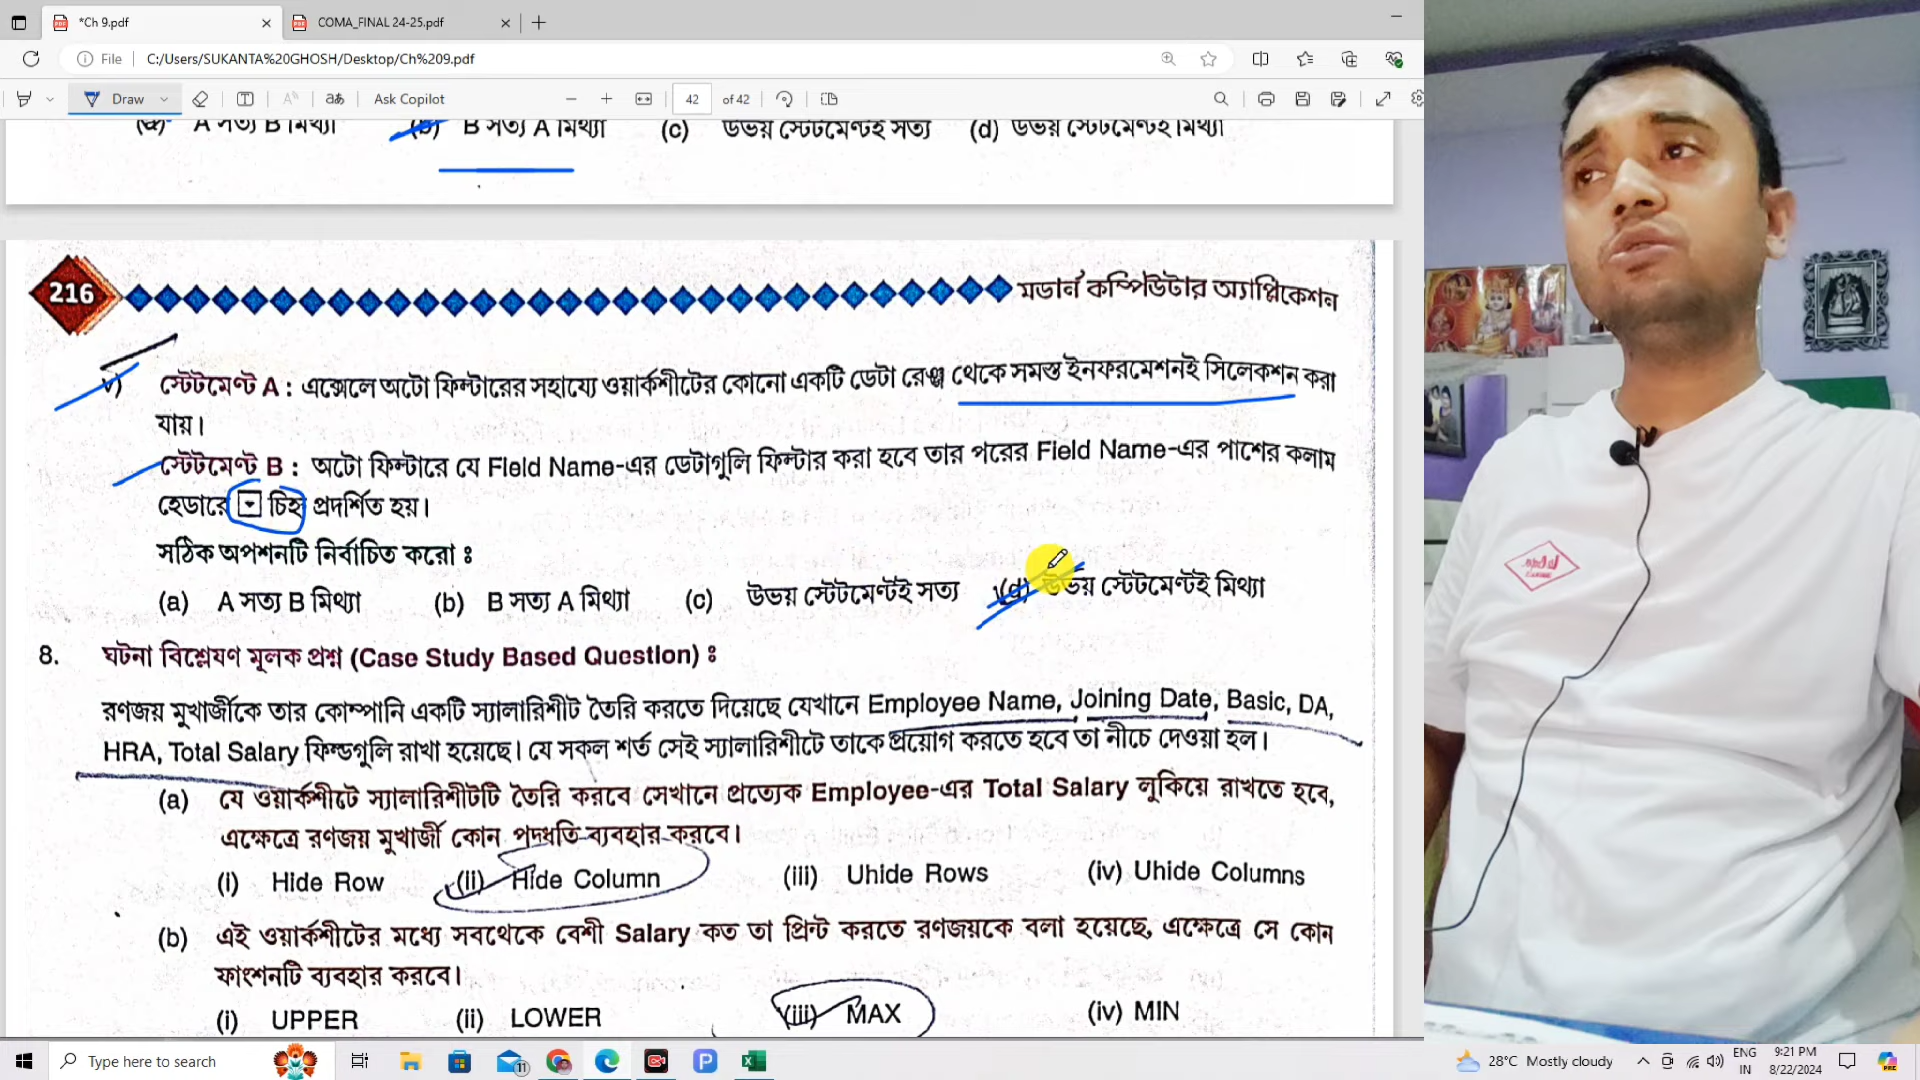 *Ch 9.pdf
COMA_FINAL 24-25.pdf
File C:/Users/SUKANTA%20GHOSH/Desktop/Ch%209.pdf
Draw aあ Ask Copilot 42 of 42
(a) A সত্য B মিথ্যা (b) B সত্য A মিথ্যা (c) উভয় স্টেটমেন্টই সত্য (d) উভয় স্টেটমেন্টই মিথ্যা
216 মডার্ন কম্পিউটার অ্যাপ্লিকেশন
v) স্টেটমেন্ট A : এক্সেলে অটো ফিল্টারের সহায্যে ওয়ার্কশীটের কোনো একটি ডেটা রেঞ্জ থেকে সমস্ত ইনফরমেশনই সিলেকশন করা
যায়।
স্টেটমেন্ট B : অটো ফিল্টারে যে Field Name-এর ডেটাগুলি ফিল্টার করা হবে তার পরের Field Name-এর পাশের কলাম
হেডারে চিহ্ন প্রদর্শিত হয়।
সঠিক অপশনটি নির্বাচিত করো ঃ
(a) A সত্য B মিথ্যা (b) B সত্য A মিথ্যা (c) উভয় স্টেটমেন্টই সত্য (d) উভয় স্টেটমেন্টই মিথ্যা
8. ঘটনা বিশ্লেষণ মূলক প্রশ্ন (Case Study Based Question) ঃ
রণজয় মুখার্জীকে তার কোম্পানি একটি স্যালারিশীট তৈরি করতে দিয়েছে যেখানে Employee Name, Joining Date, Basic, DA,
HRA, Total Salary ফিল্ডগুলি রাখা হয়েছে। যে সকল শর্ত সেই স্যালারিশীটে তাকে প্রয়োগ করতে হবে তা নীচে দেওয়া হল।
(a) যে ওয়ার্কশীটে স্যালারিশীটটি তৈরি করবে সেখানে প্রত্যেক Employee-এর Total Salary লুকিয়ে রাখতে হবে,
এক্ষেত্রে রণজয় মুখার্জী কোন পদ্ধতি ব্যবহার করবে।
(i) Hide Row (ii) Hide Column (iii) Uhide Rows (iv) Uhide Columns
(b) এই ওয়ার্কশীটের মধ্যে সবথেকে বেশী Salary কত তা প্রিন্ট করতে রণজয়কে বলা হয়েছে, এক্ষেত্রে সে কোন
ফাংশনটি ব্যবহার করবে।
(i) UPPER (ii) LOWER (iii) MAX (iv) MIN
Type here to search
11
28°C Mostly cloudy
ENG
IN
9:21 PM
8/22/2024